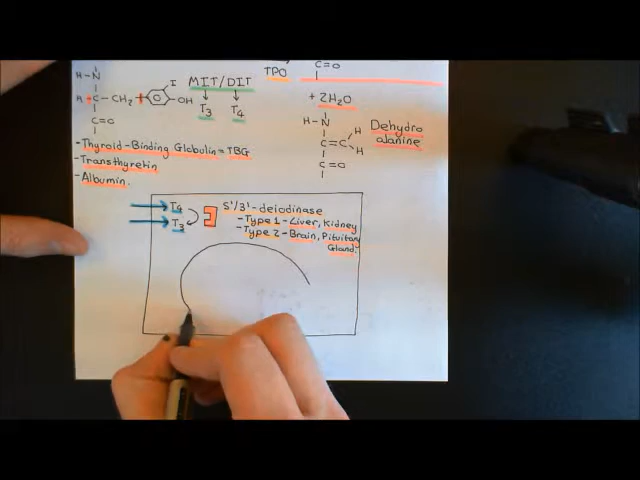 H-N
C=O
H-C-CH₂ I OH
MIT/DIT
TPO
+ 2H₂O
T₃ T₄
H-N
Dehydro
alanine
C=C H H
C=O
C=O
-Thyroid-Binding Globulin = TBG
-Transthyretin
-Albumin.
T₄
5'/3'-deiodinase
T₃
-Type 1 - Liver, Kidney
-Type 2 - Brain, Pituitary
Gland.